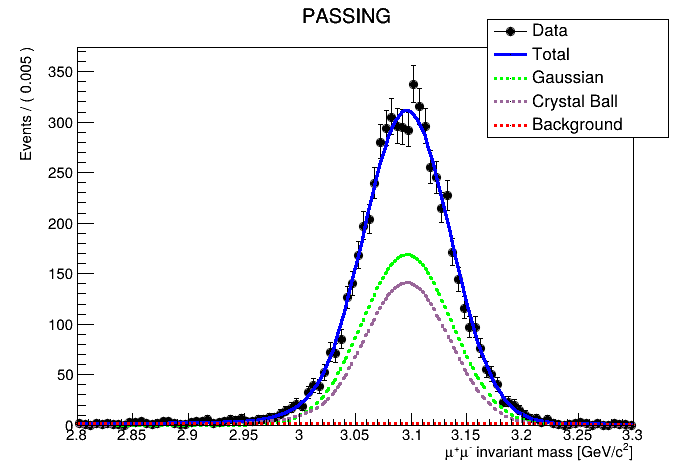 PASSING
Data
Total
Gaussian
Crystal Ball
Background
Events / ( 0.005 )
350
300
250
200
150
100
50
0
2.8 2.85 2.9 2.95 3 3.05 3.1 3.15 3.2 3.25 3.3
μ⁺μ⁻ invariant mass [GeV/c²]